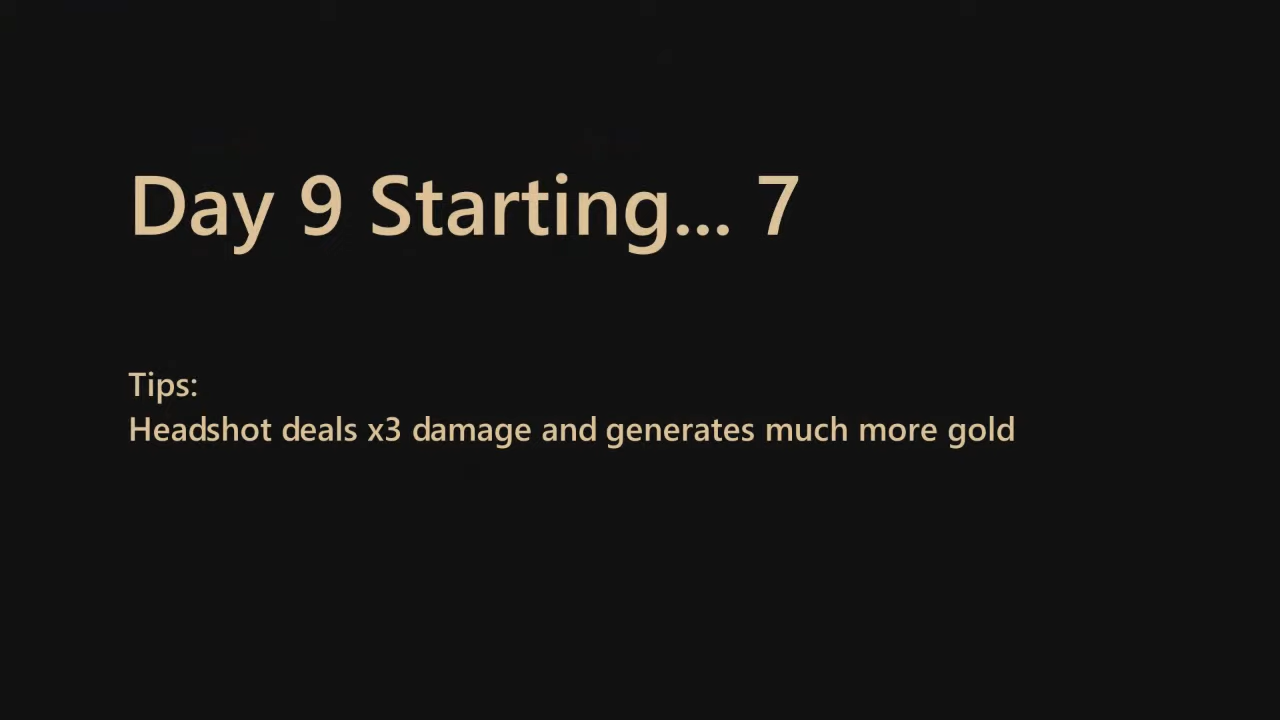 Day 9 Starting... 7
Tips:
Headshot deals x3 damage and generates much more gold